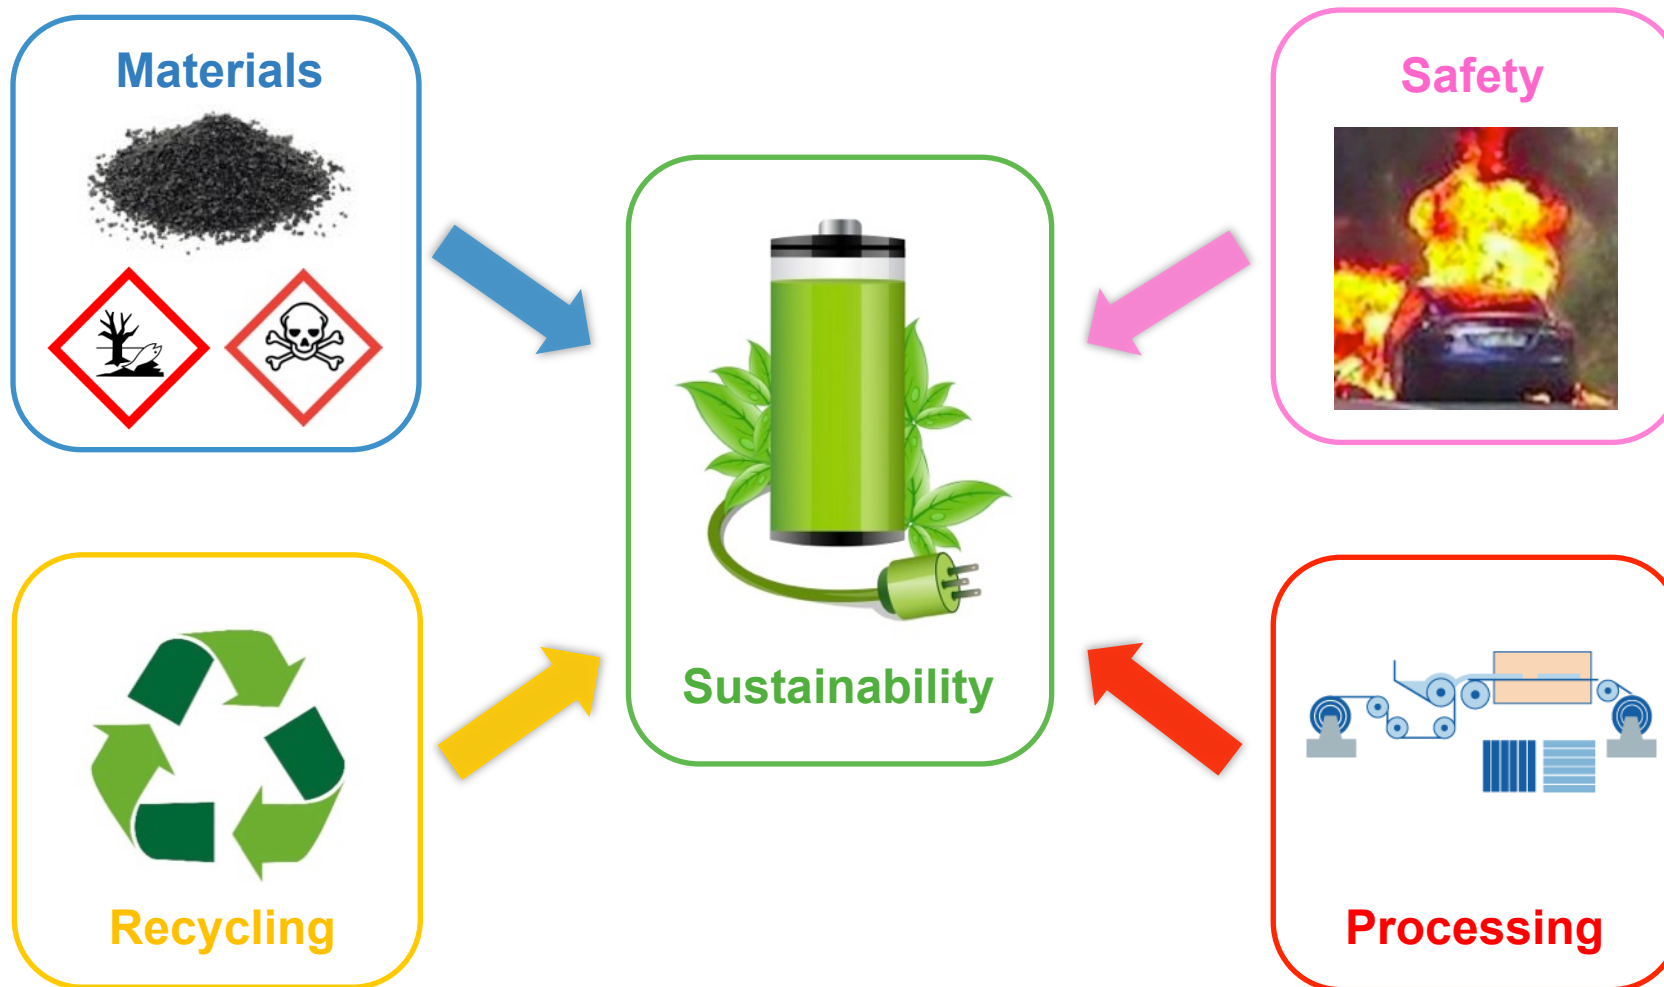 Materials
Safety
Sustainability
Recycling
Processing